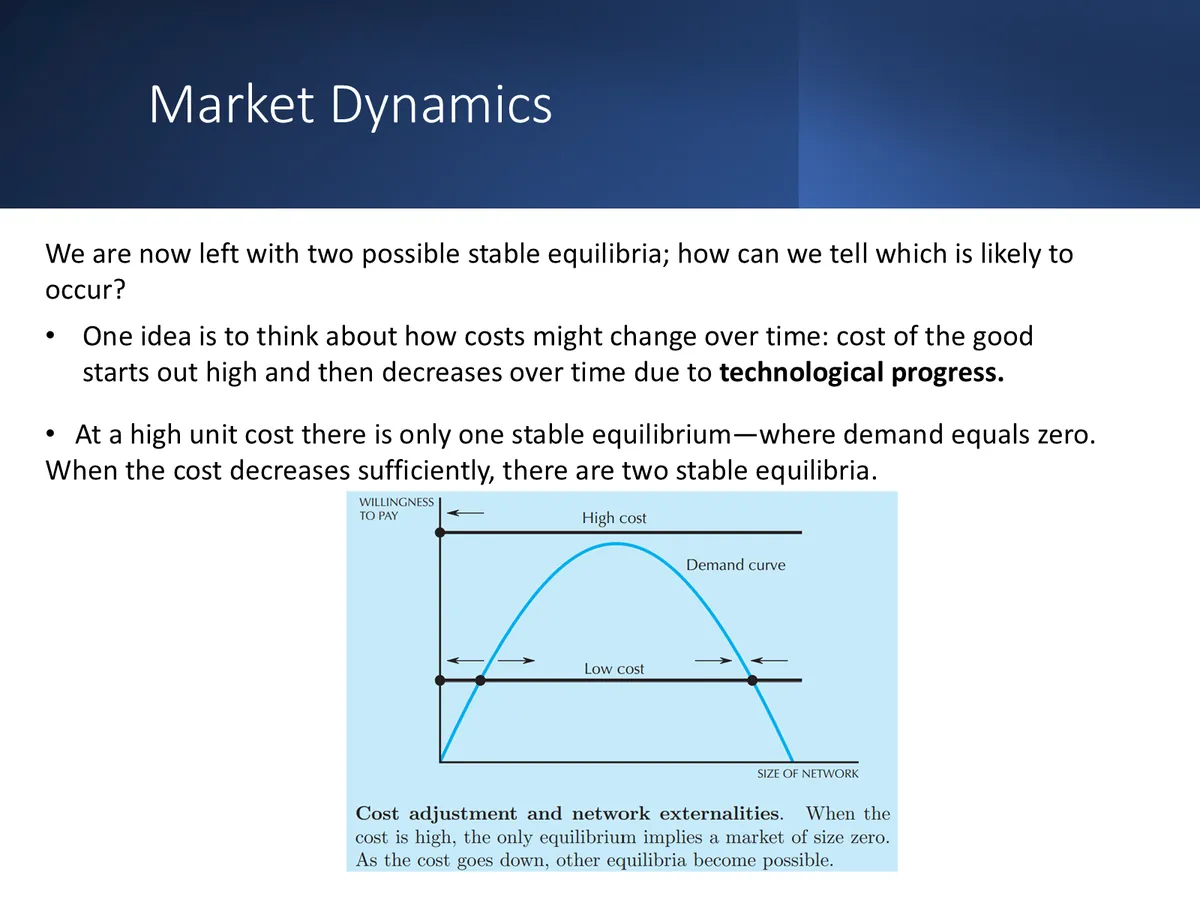 Market Dynamics
We are now left with two possible stable equilibria; how can we tell which is likely to
occur?
• One idea is to think about how costs might change over time: cost of the good
starts out high and then decreases over time due to technological progress.
• At a high unit cost there is only one stable equilibrium—where demand equals zero.
When the cost decreases sufficiently, there are two stable equilibria.
WILLINGNESS
TO PAY
High cost
Demand curve
Low cost
SIZE OF NETWORK
Cost adjustment and network externalities. When the
cost is high, the only equilibrium implies a market of size zero.
As the cost goes down, other equilibria become possible.